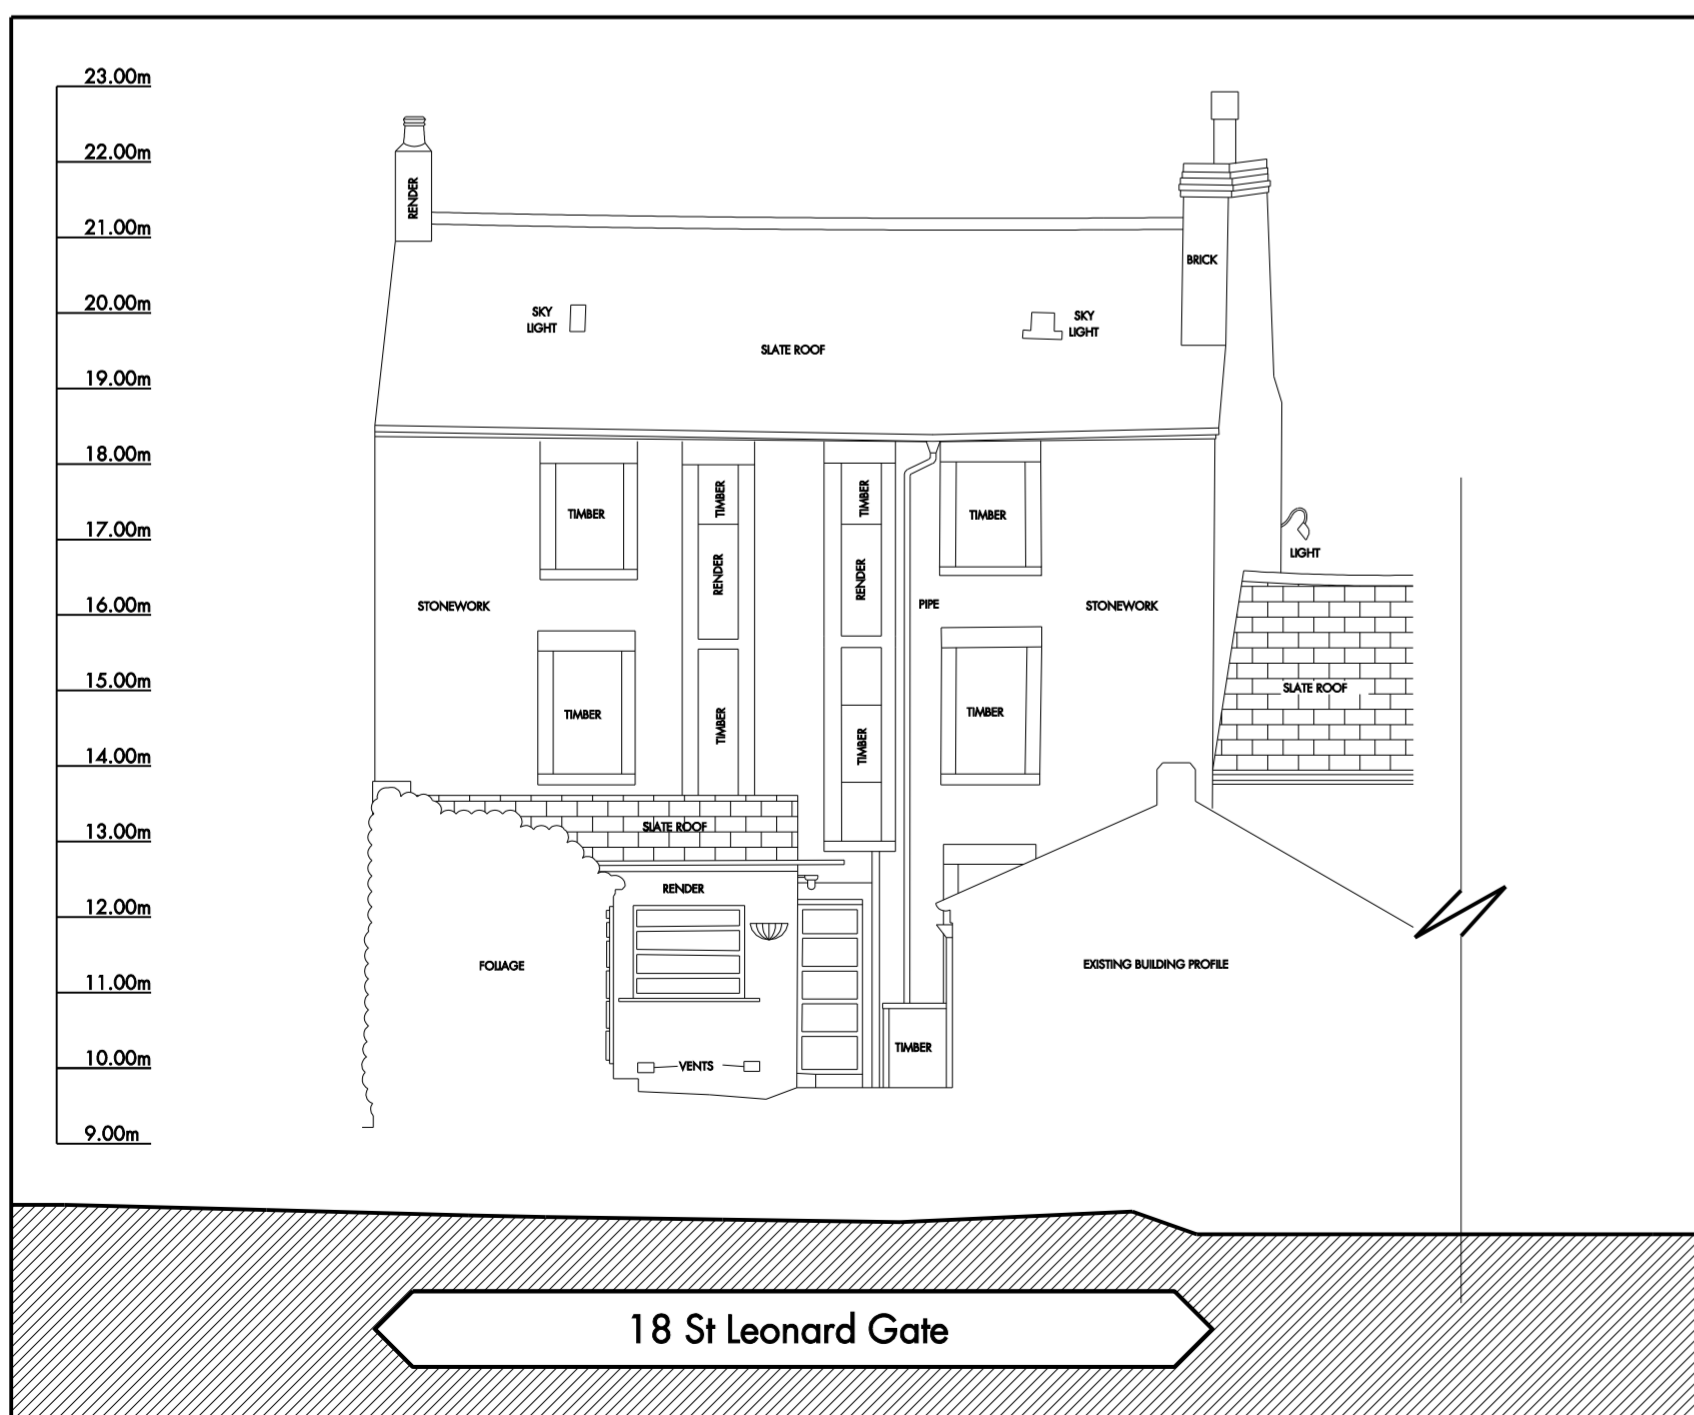 23.00m
22.00m
21.00m
20.00m
19.00m
18.00m
17.00m
16.00m
15.00m
14.00m
13.00m
12.00m
11.00m
10.00m
9.00m
RENDER
BRICK
SKY
LIGHT
SKY
LIGHT
SLATE ROOF
TIMBER
TIMBER
TIMBER
TIMBER
LIGHT
RENDER
RENDER
STONEWORK
PIPE
STONEWORK
SLATE ROOF
TIMBER
TIMBER
TIMBER
TIMBER
SLATE ROOF
RENDER
FOLIAGE
EXISTING BUILDING PROFILE
TIMBER
VENTS
18 St Leonard Gate